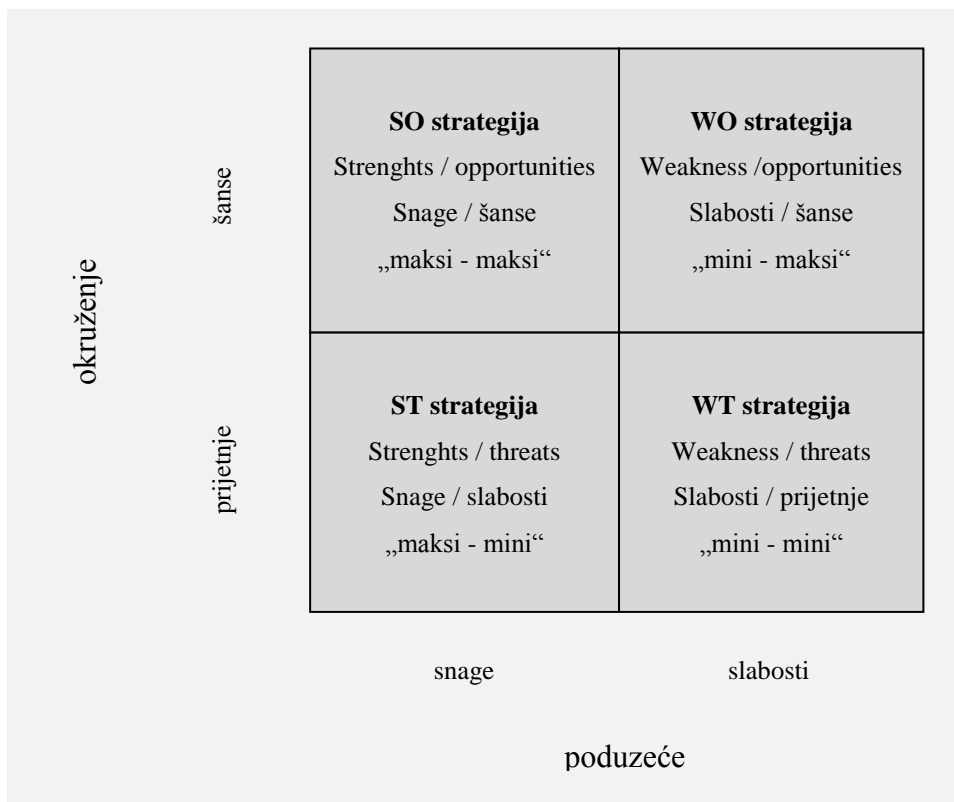 okruženje
šanse
SO strategija
Strenghts / opportunities
Snage / šanse
„maksi - maksi“
WO strategija
Weakness /opportunities
Slabosti / šanse
„mini - maksi“
prijetnje
ST strategija
Strenghts / threats
Snage / slabosti
„maksi - mini“
WT strategija
Weakness / threats
Slabosti / prijetnje
„mini - mini“
snage
slabosti
poduzeće